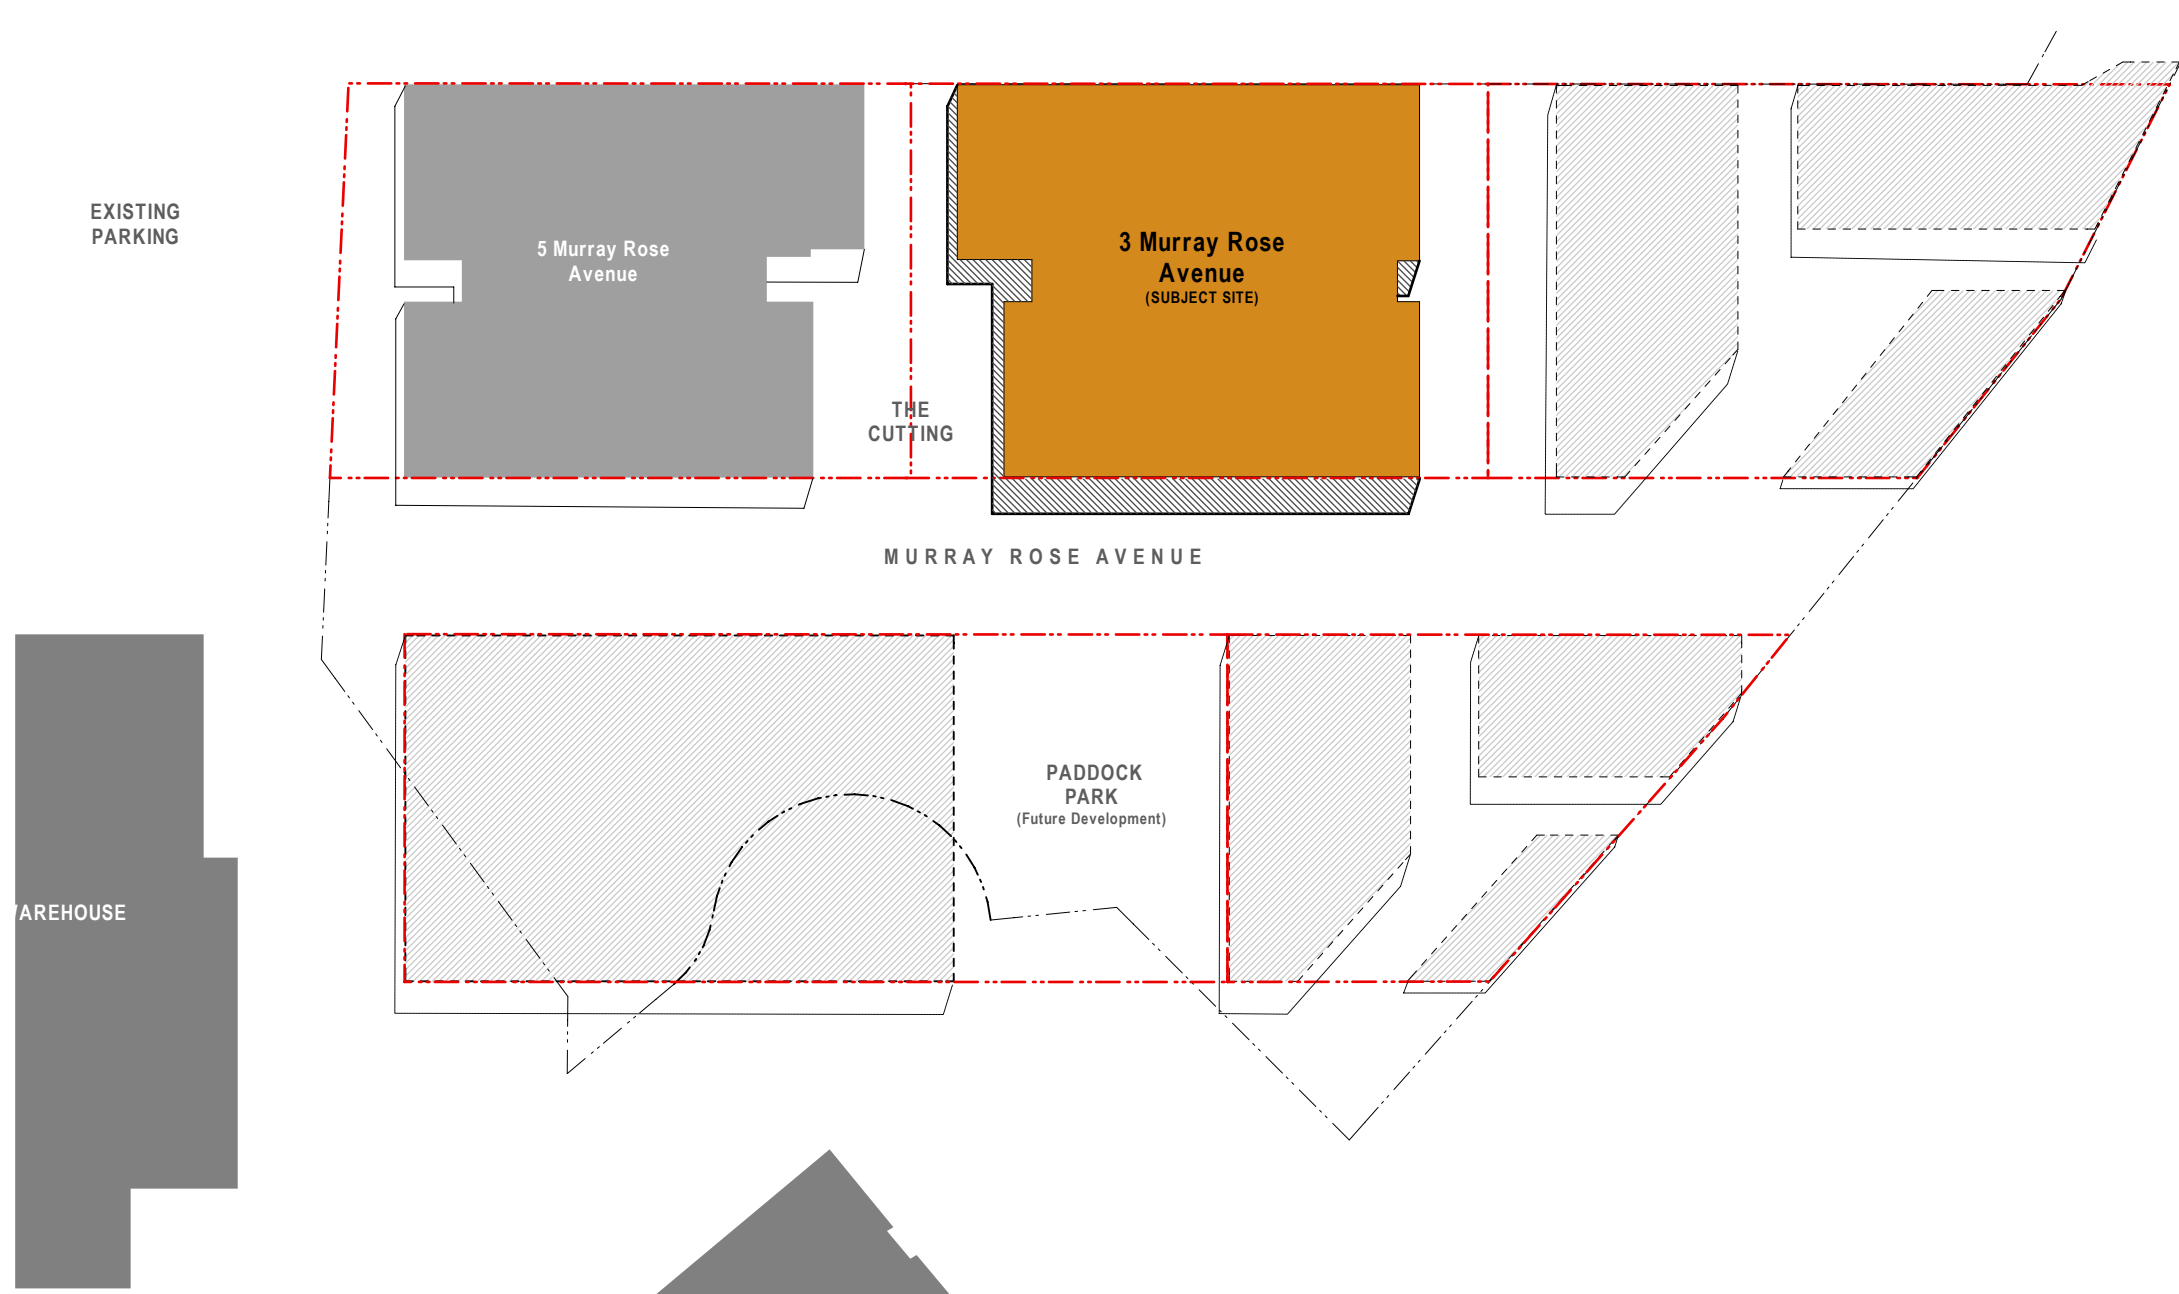 EXISTING
PARKING
5 Murray Rose
Avenue
3 Murray Rose
Avenue
(SUBJECT SITE)
THE
CUTTING
MURRAY ROSE AVENUE
PADDOCK
PARK
(Future Development)
AREHOUSE